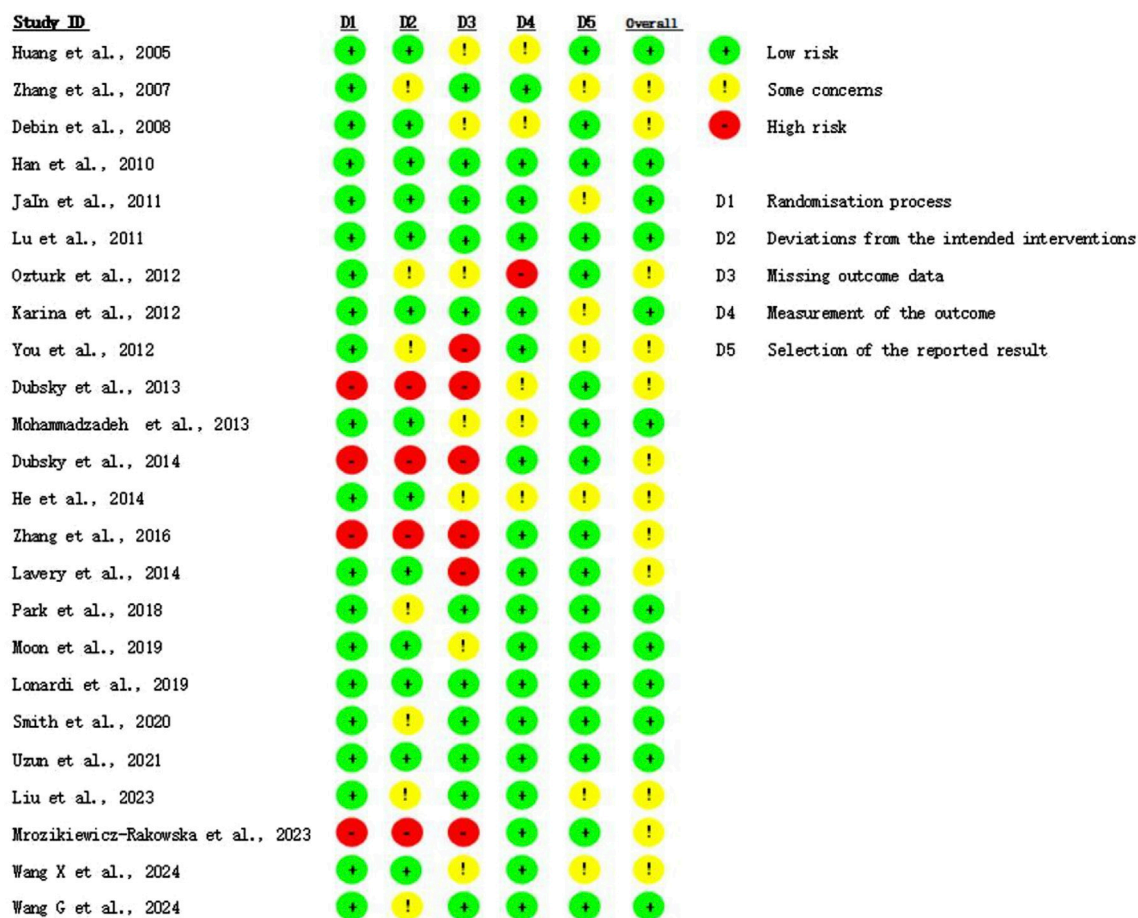 Study ID D1 D2 D3 D4 D5 Overall
Huang et al., 2005 + + ! ! + + + Low risk
Zhang et al., 2007 + ! + + ! ! ! Some concerns
Debin et al., 2008 + + ! ! + ! - High risk
Han et al., 2010 + + + + + +
JaIn et al., 2011 + + + + ! + D1 Randomisation process
Lu et al., 2011 + + + + + + D2 Deviations from the intended interventions
Ozturk et al., 2012 + ! ! - + ! D3 Missing outcome data
Karina et al., 2012 + + + + ! + D4 Measurement of the outcome
You et al., 2012 + ! - + ! ! D5 Selection of the reported result
Dubsky et al., 2013 - - - ! + !
Mohammadzadeh et al., 2013 + + ! ! + +
Dubsky et al., 2014 - - - + + !
He et al., 2014 + + ! ! ! !
Zhang et al., 2016 - - - + + !
Lavery et al., 2014 + + - + + !
Park et al., 2018 + ! + + + +
Moon et al., 2019 + + ! + + +
Lonardi et al., 2019 + + + + + +
Smith et al., 2020 + ! + + + +
Uzun et al., 2021 + + + + + +
Liu et al., 2023 + ! + + ! !
Mrozikiewicz-Rakowska et al., 2023 - - - + + !
Wang X et al., 2024 + + ! + ! !
Wang G et al., 2024 + ! + + + +